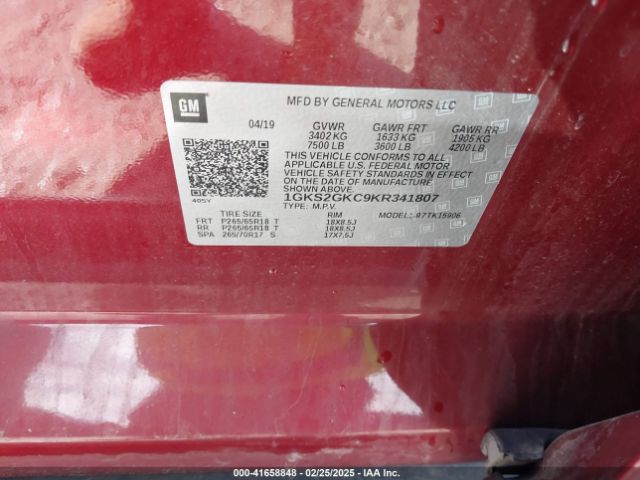 GM
MFD BY GENERAL MOTORS LLC
04/19 GVWR GAWR FRT GAWR RR
3402 KG 1633 KG 1905 KG
7500 LB 3600 LB 4200 LB
THIS VEHICLE CONFORMS TO ALL
APPLICABLE U.S. FEDERAL MOTOR
VEHICLE SAFETY STANDARDS IN EFFECT
ON THE DATE OF MANUFACTURE
SHOWN ABOVE.
1GKS2GKC9KR341807
405Y TYPE: M.P.V. MODEL: 97TK15906
TIRE SIZE RIM
FRT P265/65R18 T 18X8.5J
RR P265/65R18 T 18X8.5J
SPA 265/70R17 S 17X7.5J
00-41658848 — 02/25/2025 — IAA Inc.